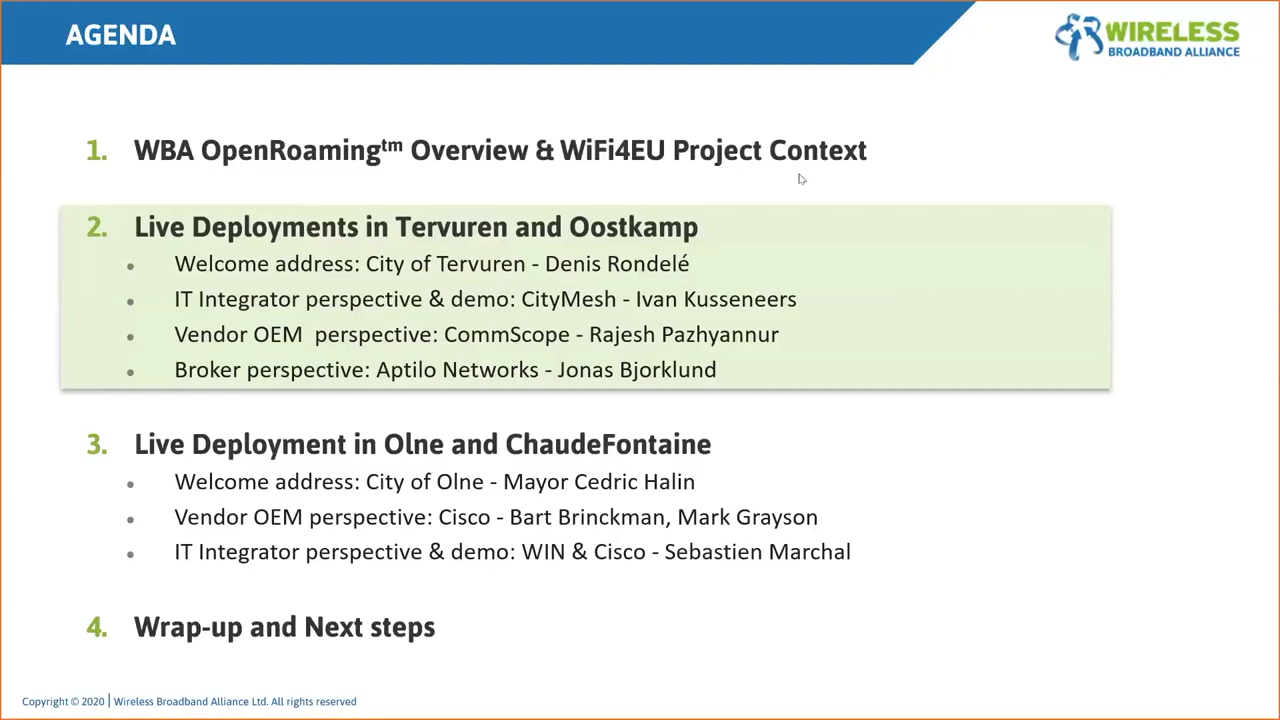 AGENDA
WIRELESS
BROADBAND ALLIANCE
1. WBA OpenRoamingtm Overview & WiFi4EU Project Context
2. Live Deployments in Tervuren and Oostkamp
• Welcome address: City of Tervuren - Denis Rondelé
• IT Integrator perspective & demo: CityMesh - Ivan Kusseneers
• Vendor OEM  perspective: CommScope - Rajesh Pazhyannur
• Broker perspective: Aptilo Networks - Jonas Bjorklund
3. Live Deployment in Olne and ChaudeFontaine
• Welcome address: City of Olne - Mayor Cedric Halin
• Vendor OEM perspective: Cisco - Bart Brinckman, Mark Grayson
• IT Integrator perspective & demo: WIN & Cisco - Sebastien Marchal
4. Wrap-up and Next steps
Copyright © 2020 | Wireless Broadband Alliance Ltd. All rights reserved